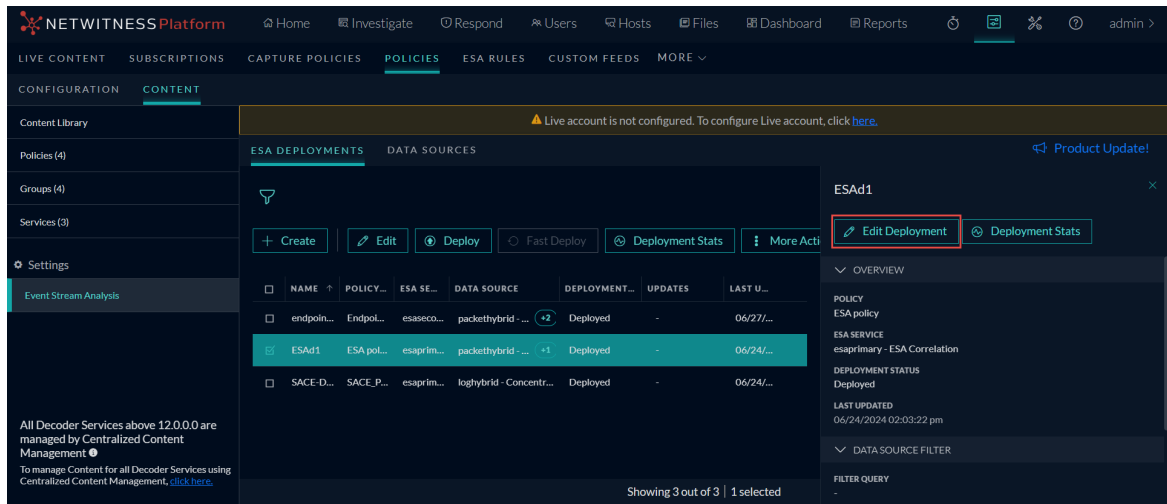 NETWITNESS Platform
Home
Investigate
Respond
Users
Hosts
Files
Dashboard
Reports
admin >
LIVE CONTENT
SUBSCRIPTIONS
CAPTURE POLICIES
POLICIES
ESA RULES
CUSTOM FEEDS
MORE
CONFIGURATION
CONTENT
Content Library
Policies (4)
Groups (4)
Services (3)
Settings
Event Stream Analysis
All Decoder Services above 12.0.0.0 are
managed by Centralized Content
Management
To manage Content for all Decoder Services using
Centralized Content Management, click here.
Live account is not configured. To configure Live account, click here.
ESA DEPLOYMENTS
DATA SOURCES
Product Update!
+ Create
Edit
Deploy
Fast Deploy
Deployment Stats
More Acti
NAME ↑ POLICY... ESA SE... DATA SOURCE DEPLOYMENT... UPDATES LAST U...
endpoin... Endpoi... esaseco... packethybrid - ... +2 Deployed - 06/27/...
ESAd1 ESA pol... esaprim... packethybrid - ... +1 Deployed - 06/24/...
SACE-D... SACE_P... esaprim... loghybrid - Concentr... Deployed - 06/24/...
Showing 3 out of 3 | 1 selected
ESAd1
Edit Deployment
Deployment Stats
OVERVIEW
POLICY
ESA policy
ESA SERVICE
esaprimary - ESA Correlation
DEPLOYMENT STATUS
Deployed
LAST UPDATED
06/24/2024 02:03:22 pm
DATA SOURCE FILTER
FILTER QUERY
-